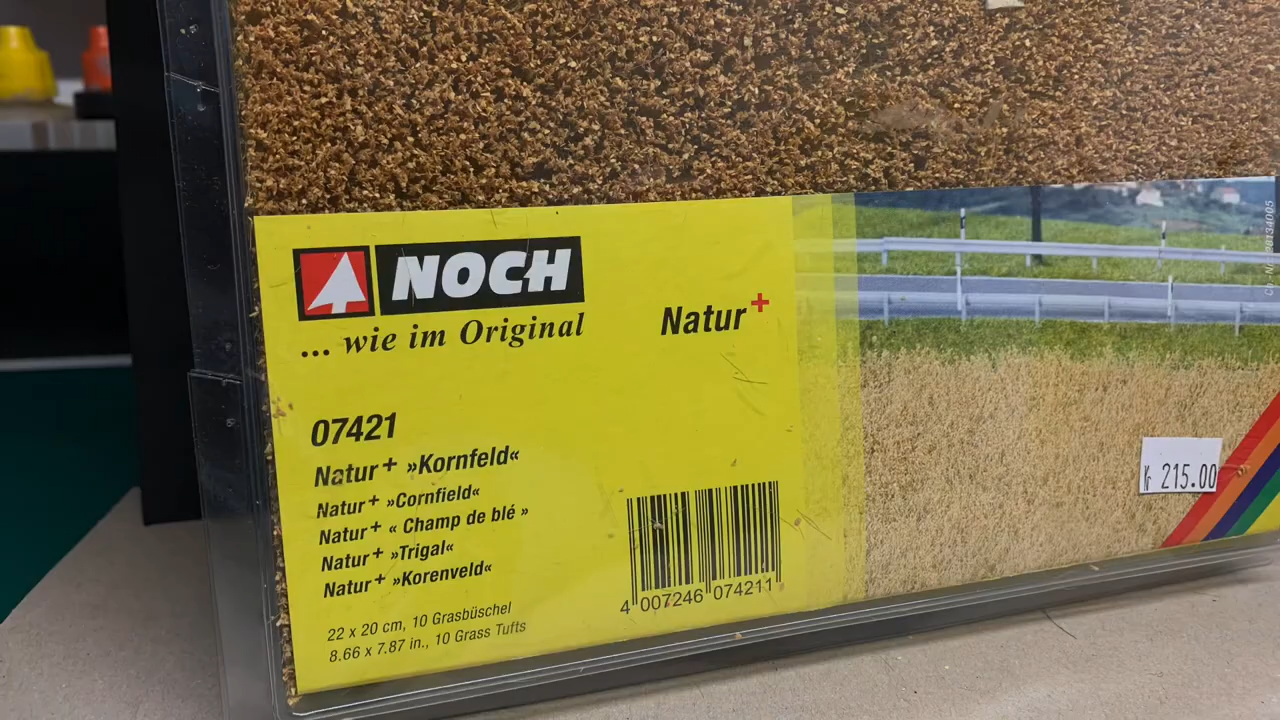 NOCH
... wie im Original
Natur+
07421
Natur+ »Kornfeld«
Natur+ »Cornfield«
Natur+ « Champ de blé »
Natur+ »Trigal«
Natur+ »Korenveld«
22 x 20 cm, 10 Grasbüschel
8.66 x 7.87 in., 10 Grass Tufts
4 007246 074211
Kr 215.00